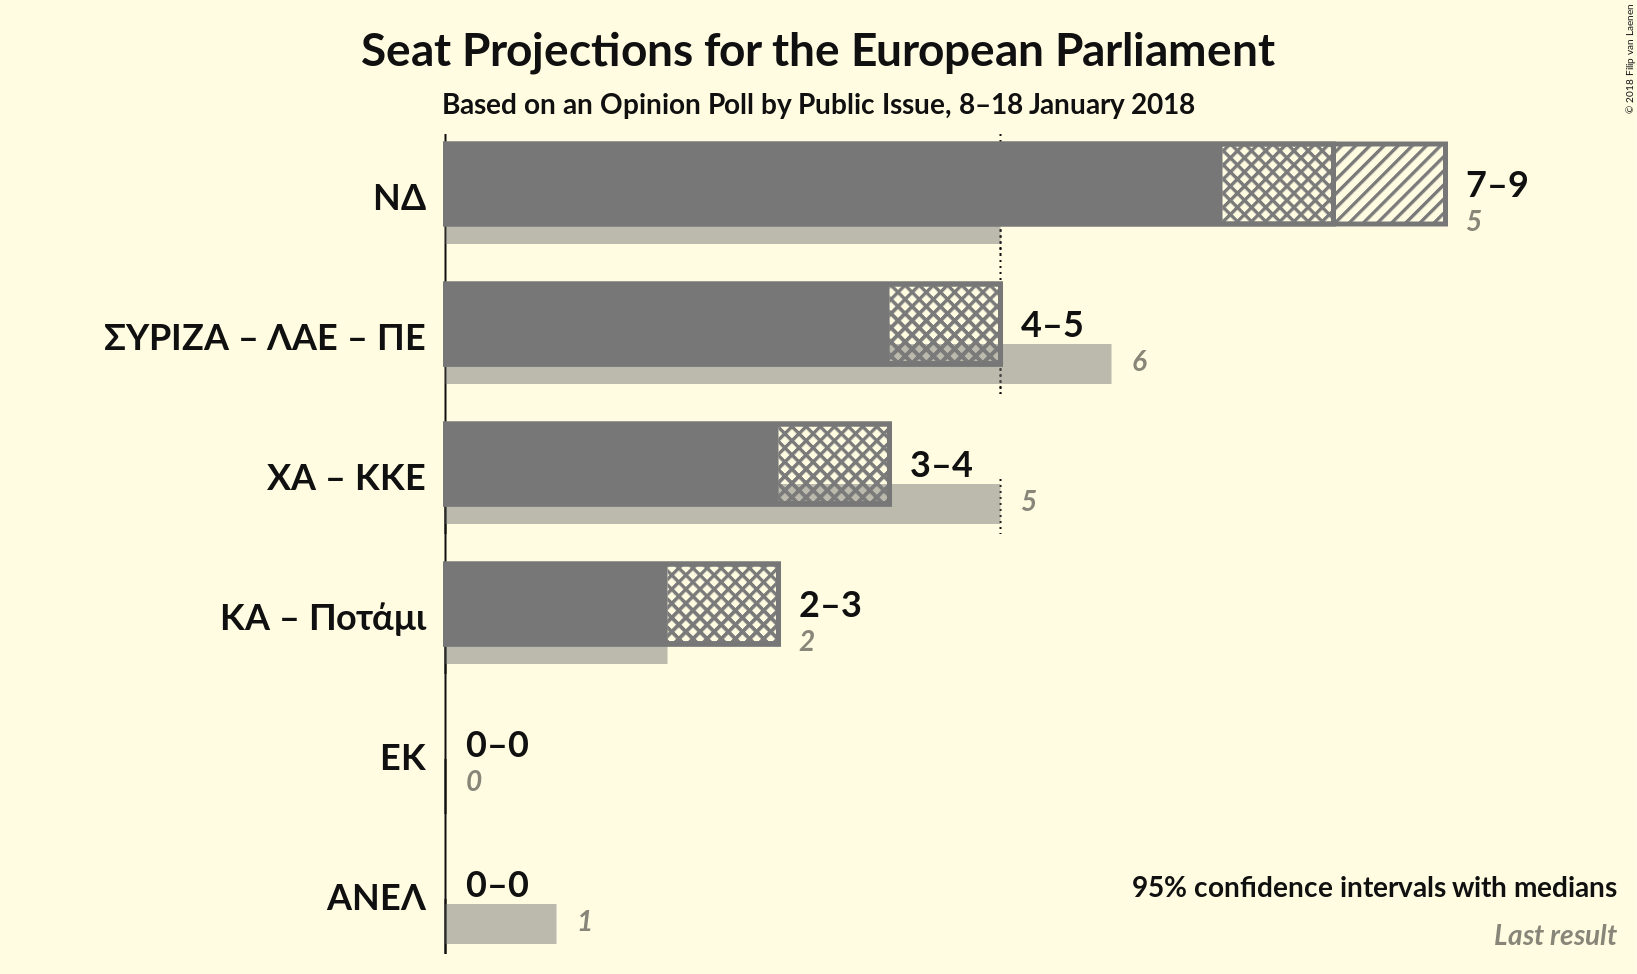 Seat Projections for the European Parliament
Based on an Opinion Poll by Public Issue, 8–18 January 2018
© 2018 Filip van Laenen
ΝΔ
7–9
5
ΣΥΡΙΖΑ – ΛΑΕ – ΠΕ
4–5
6
ΧΑ – ΚΚΕ
3–4
5
ΚΑ – Ποτάμι
2–3
2
ΕΚ
0–0
0
ΑΝΕΛ
0–0
1
95% confidence intervals with medians
Last result